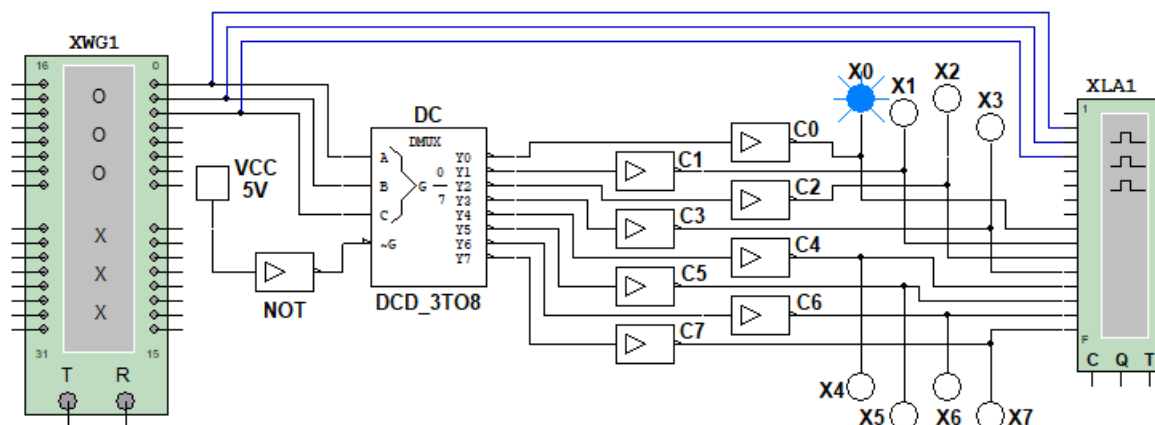 XWG1
16 0
O
O
O
X
X
X
31 15
T R
VCC
5V
NOT
DC
DMUX
A
B
C
~G
G 0
7
Y0
Y1
Y2
Y3
Y4
Y5
Y6
Y7
DCD_3TO8
C0
C1
C2
C3
C4
C5
C6
C7
X0
X1
X2
X3
X4
X5
X6
X7
XLA1
1
F
C Q T